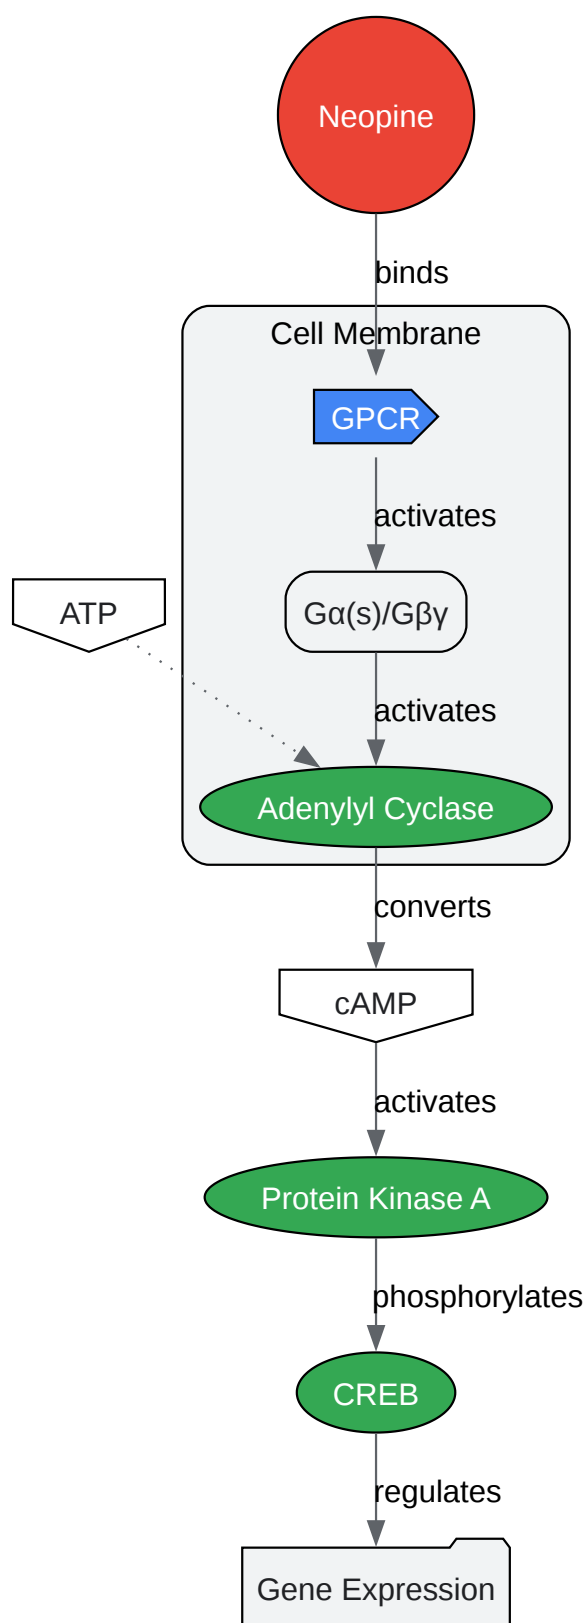 Neopine
binds
Cell Membrane
GPCR
activates
Gα(s)/Gβγ
ATP
activates
Adenylyl Cyclase
converts
cAMP
activates
Protein Kinase A
phosphorylates
CREB
regulates
Gene Expression